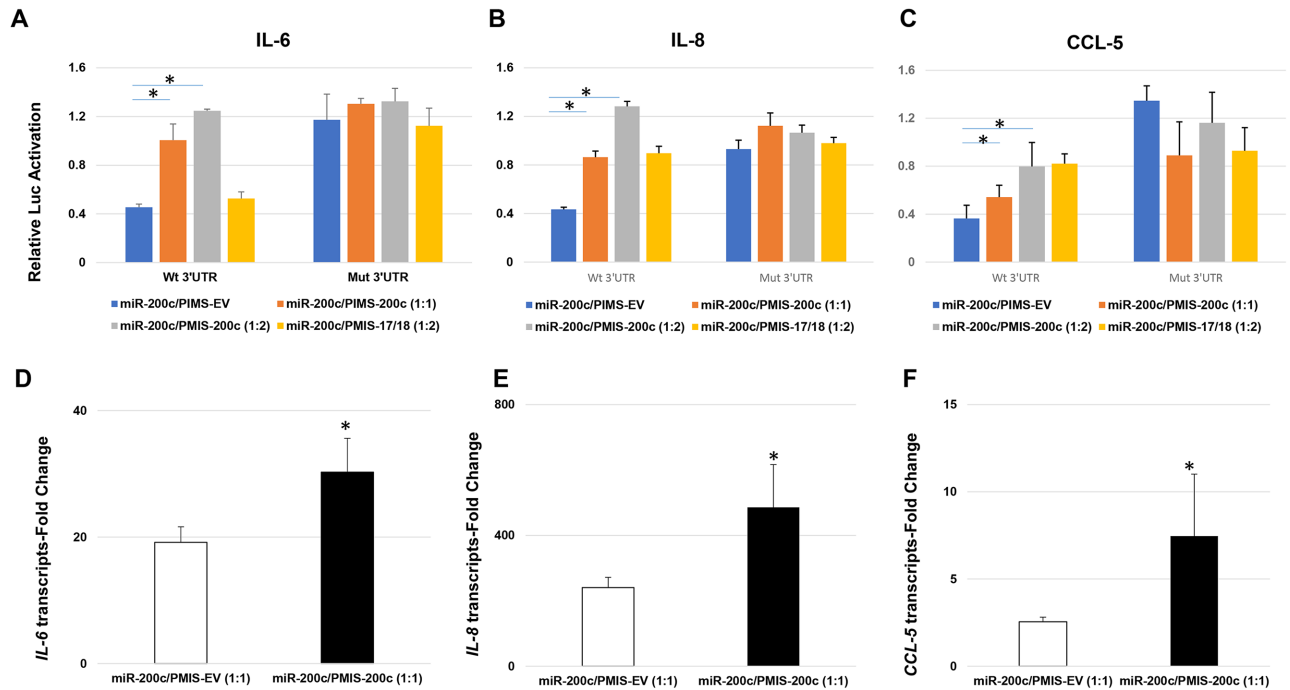 A
IL-6
Relative Luc Activation
1.6
1.2
0.8
0.4
0
* *
Wt 3'UTR Mut 3'UTR
miR-200c/PIMS-EV miR-200c/PIMS-200c (1:1)
miR-200c/PMIS-200c (1:2) miR-200c/PMIS-17/18 (1:2)
B
IL-8
1.6
1.2
0.8
0.4
0
* *
Wt 3'UTR Mut 3'UTR
miR-200c/PIMS-EV miR-200c/PMIS-200c (1:1)
miR-200c/PMIS-200c (1:2) miR-200c/PMIS-17/18 (1:2)
C
CCL-5
1.6
1.2
0.8
0.4
0
* *
Wt 3'UTR Mut 3'UTR
miR-200c/PIMS-EV miR-200c/PMIS-200c (1:1)
miR-200c/PMIS-200c (1:2) miR-200c/PMIS-17/18 (1:2)
D
IL-6 transcripts-Fold Change
40
20
0
*
miR-200c/PMIS-EV (1:1) miR-200c/PMIS-200c (1:1)
E
IL-8 transcripts-Fold Change
800
400
0
*
miR-200c/PMIS-EV (1:1) miR-200c/PMIS-200c (1:1)
F
CCL-5 transcripts-Fold Change
15
10
5
0
*
miR-200c/PMIS-EV (1:1) miR-200c/PMIS-200c (1:1)